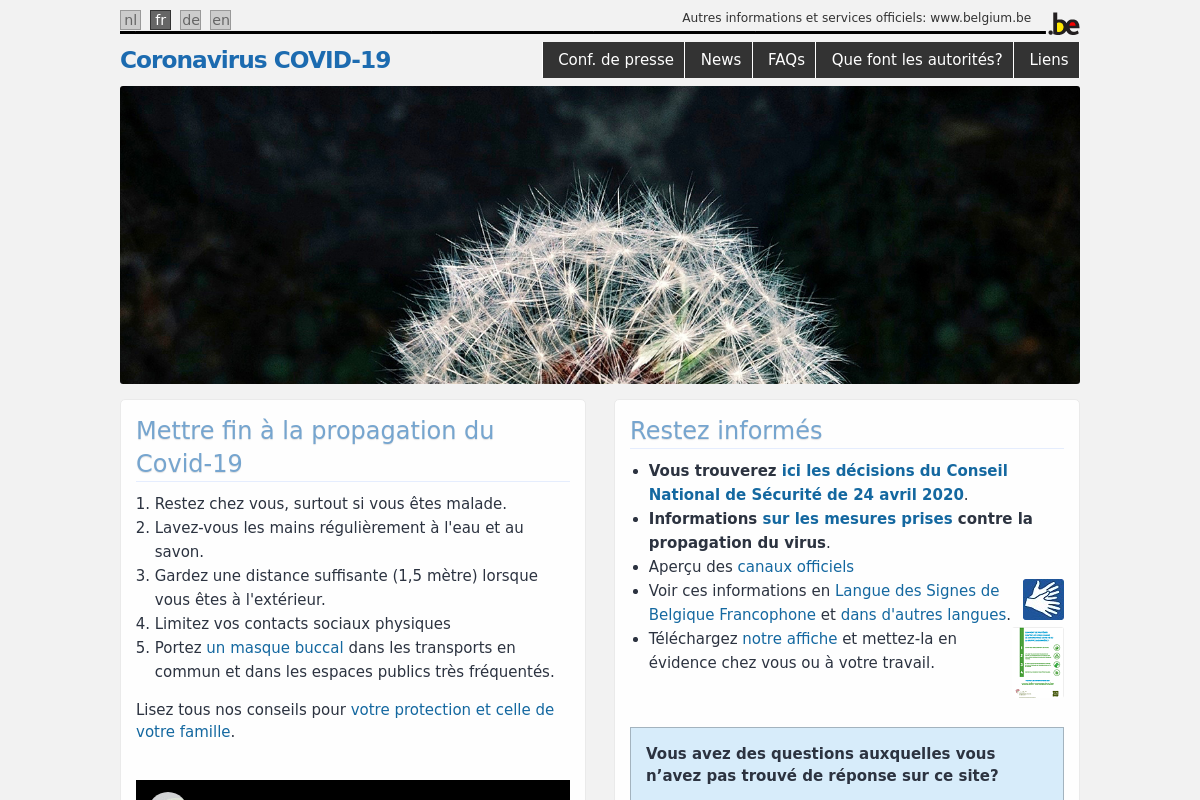 nl fr de en
Autres informations et services officiels: www.belgium.be
.be
Coronavirus COVID-19
Conf. de presse News FAQs Que font les autorités? Liens
Mettre fin à la propagation du
Covid-19
1. Restez chez vous, surtout si vous êtes malade.
2. Lavez-vous les mains régulièrement à l'eau et au
savon.
3. Gardez une distance suffisante (1,5 mètre) lorsque
vous êtes à l'extérieur.
4. Limitez vos contacts sociaux physiques
5. Portez un masque buccal dans les transports en
commun et dans les espaces publics très fréquentés.
Lisez tous nos conseils pour votre protection et celle de
votre famille.
Restez informés
• Vous trouverez ici les décisions du Conseil
National de Sécurité de 24 avril 2020.
• Informations sur les mesures prises contre la
propagation du virus.
• Aperçu des canaux officiels
• Voir ces informations en Langue des Signes de
Belgique Francophone et dans d'autres langues.
• Téléchargez notre affiche et mettez-la en
évidence chez vous ou à votre travail.
Vous avez des questions auxquelles vous
n’avez pas trouvé de réponse sur ce site?